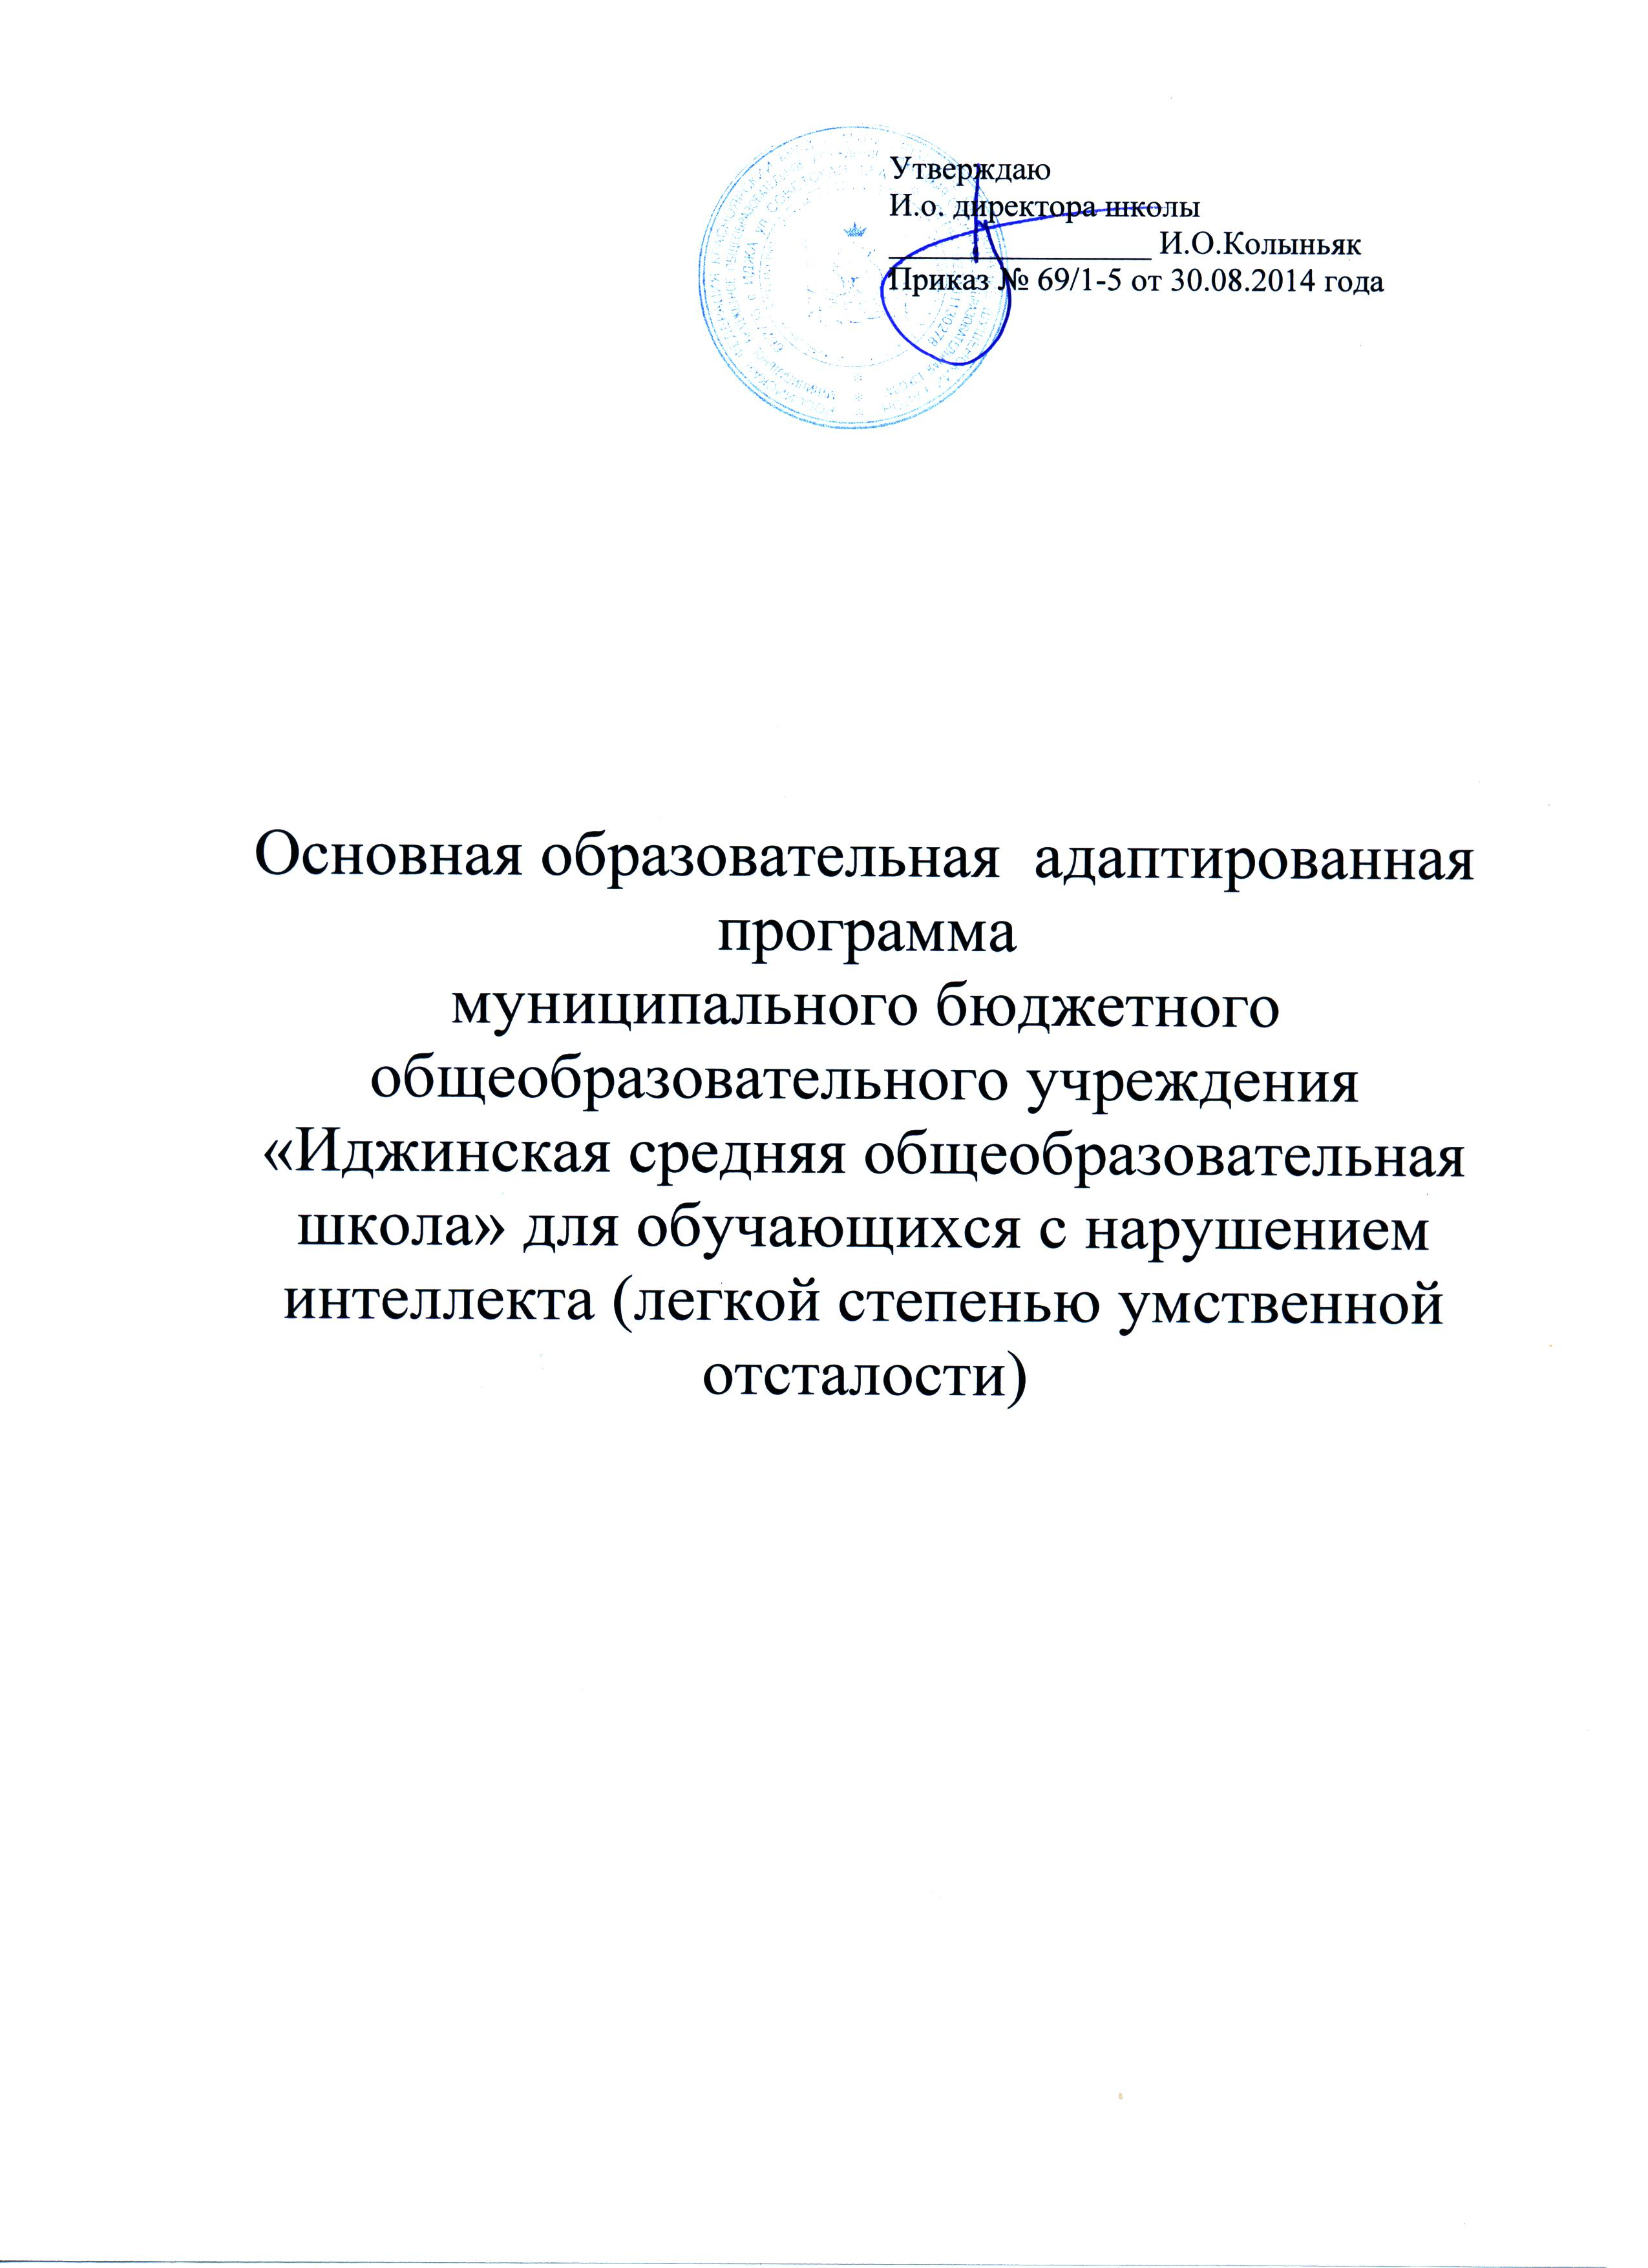 Утверждаю
И.о. директора школы
И.О.Колыньяк
Приказ № 69/1-5 от 30.08.2014 года
Основная образовательная адаптированная
программа
муниципального бюджетного
общеобразовательного учреждения
«Иджинская средняя общеобразовательная
школа» для обучающихся с нарушением
интеллекта (легкой степенью умственной
отсталости)